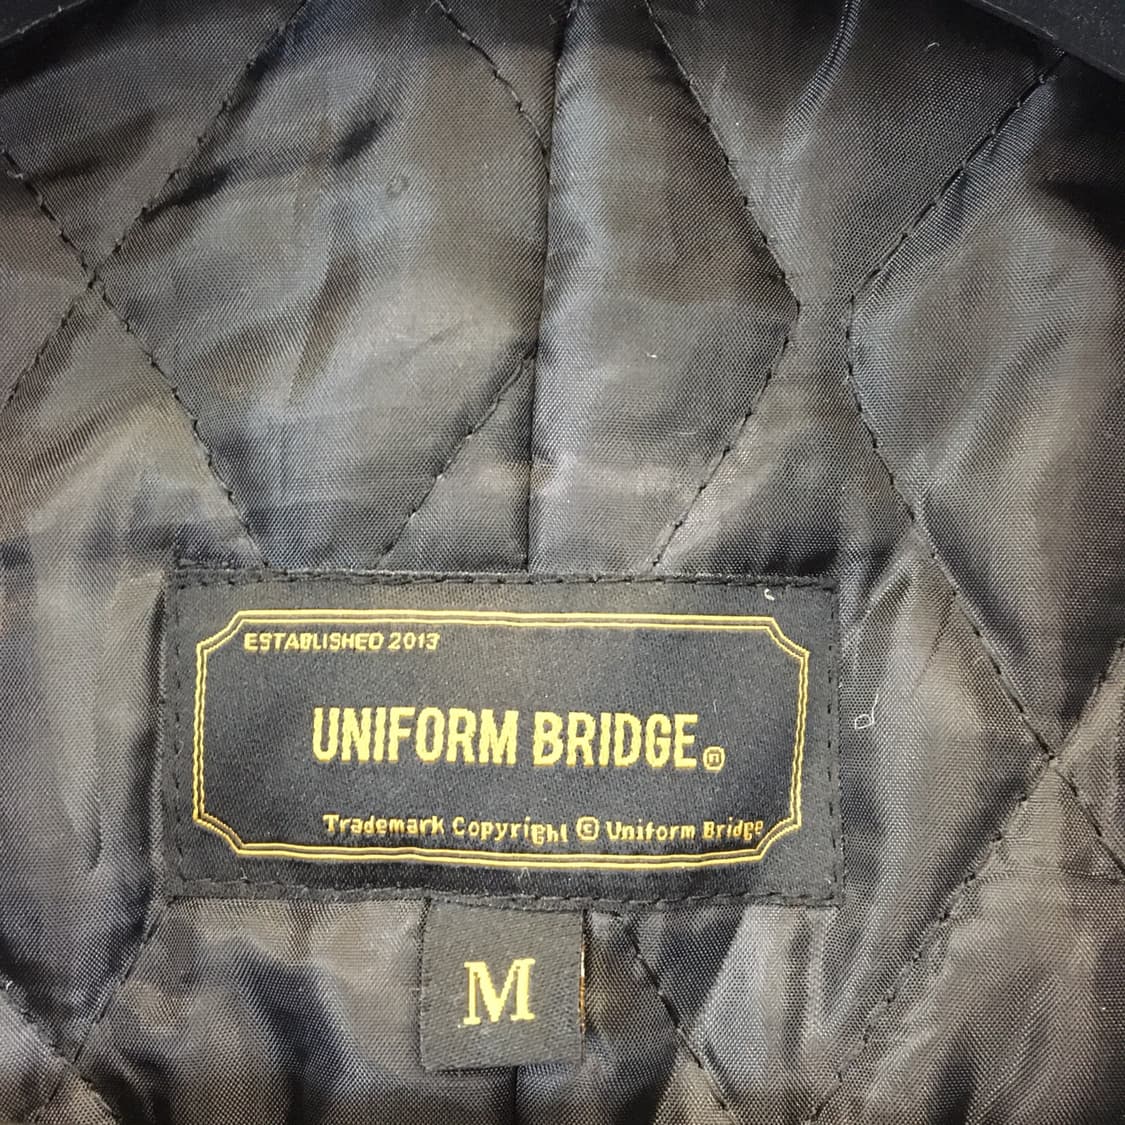 ESTABLISHED 2013
UNIFORM BRIDGE®
Trademark Copyright © Uniform Bridge
M